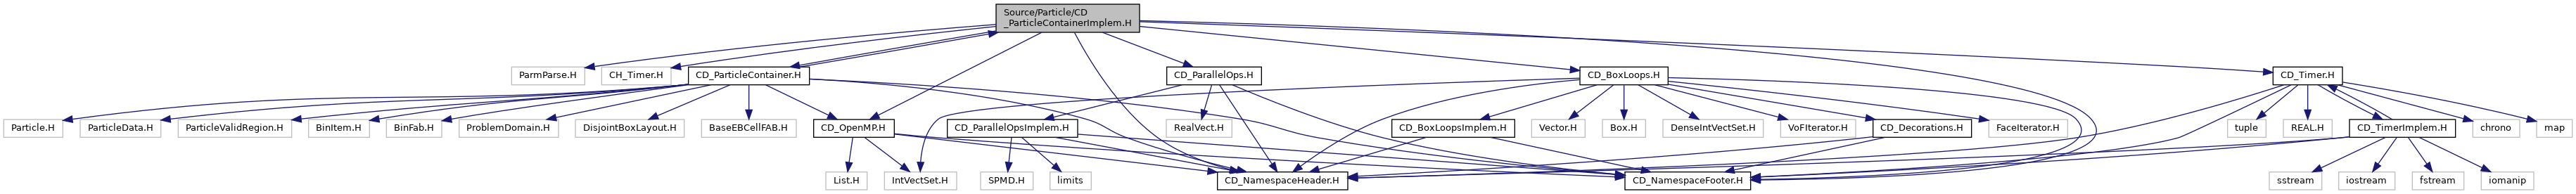 Source/Particle/CD
_ParticleContainerImplem.H
ParmParse.H
CH_Timer.H
CD_ParticleContainer.H
CD_ParallelOps.H
CD_BoxLoops.H
CD_Timer.H
Particle.H
ParticleData.H
ParticleValidRegion.H
BinItem.H
BinFab.H
ProblemDomain.H
DisjointBoxLayout.H
BaseEBCellFAB.H
CD_OpenMP.H
CD_ParallelOpsImplem.H
RealVect.H
CD_BoxLoopsImplem.H
Vector.H
Box.H
DenseIntVectSet.H
VoFIterator.H
CD_Decorations.H
FaceIterator.H
tuple
REAL.H
CD_TimerImplem.H
chrono
map
List.H
IntVectSet.H
SPMD.H
limits
CD_NamespaceHeader.H
CD_NamespaceFooter.H
sstream
iostream
fstream
iomanip